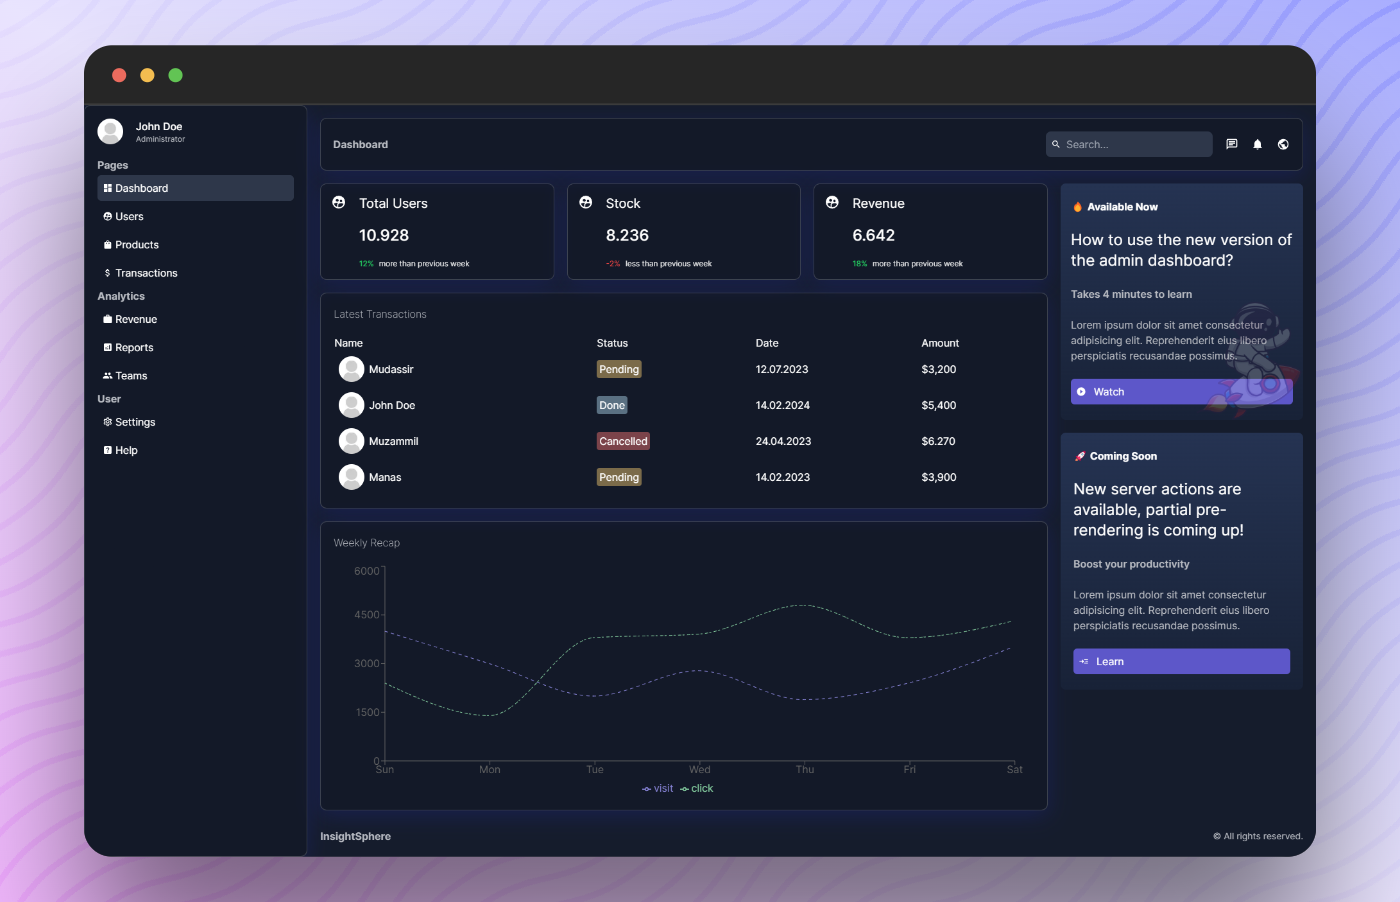 John Doe
Administrator
Pages
Dashboard
Users
Products
Transactions
Analytics
Revenue
Reports
Teams
User
Settings
Help
Dashboard
Search...
Total Users
10.928
12% more than previous week
Stock
8.236
-2% less than previous week
Revenue
6.642
18% more than previous week
Latest Transactions
Name Status Date Amount
Mudassir Pending 12.07.2023 $3,200
John Doe Done 14.02.2024 $5,400
Muzammil Cancelled 24.04.2023 $6.270
Manas Pending 14.02.2023 $3,900
Weekly Recap
6000
4500
3000
1500
0
Sun Mon Tue Wed Thu Fri Sat
visit click
🔥 Available Now
How to use the new version of
the admin dashboard?
Takes 4 minutes to learn
Lorem ipsum dolor sit amet consectetur
adipisicing elit. Reprehenderit eius libero
perspiciatis recusandae possimus.
Watch
🚀 Coming Soon
New server actions are
available, partial pre-
rendering is coming up!
Boost your productivity
Lorem ipsum dolor sit amet consectetur
adipisicing elit. Reprehenderit eius libero
perspiciatis recusandae possimus.
Learn
InsightSphere
© All rights reserved.